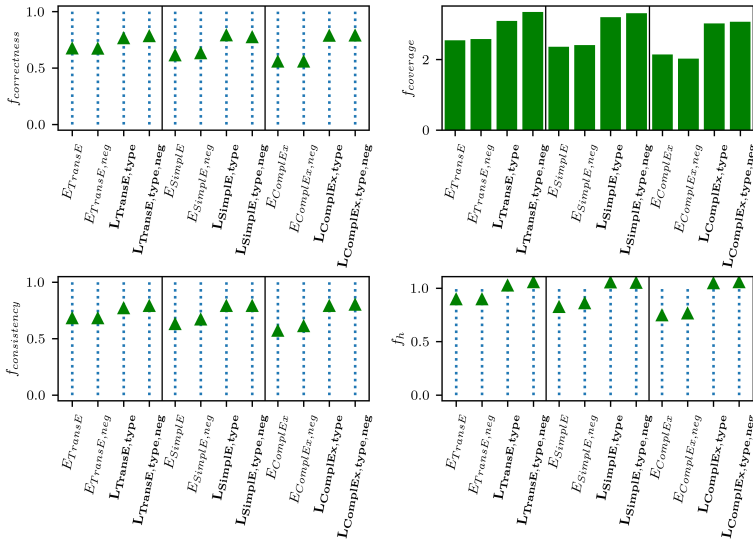 f_correctness
1.0
0.5
0.0
E_TransE
E_TransE,neg
L_TransE,type
L_TransE,type,neg
E_SimplE
E_SimplE,neg
L_SimplE,type
L_SimplE,type,neg
E_ComplEx
E_ComplEx,neg
L_ComplEx,type
L_ComplEx,type,neg
f_coverage
2
0
E_TransE
E_TransE,neg
L_TransE,type
L_TransE,type,neg
E_SimplE
E_SimplE,neg
L_SimplE,type
L_SimplE,type,neg
E_ComplEx
E_ComplEx,neg
L_ComplEx,type
L_ComplEx,type,neg
f_consistency
1.0
0.5
0.0
E_TransE
E_TransE,neg
L_TransE,type
L_TransE,type,neg
E_SimplE
E_SimplE,neg
L_SimplE,type
L_SimplE,type,neg
E_ComplEx
E_ComplEx,neg
L_ComplEx,type
L_ComplEx,type,neg
f_h
1.0
0.0
E_TransE
E_TransE,neg
L_TransE,type
L_TransE,type,neg
E_SimplE
E_SimplE,neg
L_SimplE,type
L_SimplE,type,neg
E_ComplEx
E_ComplEx,neg
L_ComplEx,type
L_ComplEx,type,neg